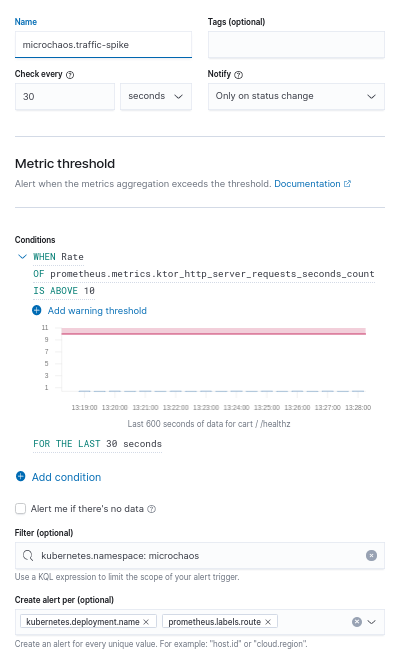 Name
Tags (optional)
microchaos.traffic-spike
Check every
Notify
30
seconds
Only on status change
Metric threshold
Alert when the metrics aggregation exceeds the threshold. Documentation
Conditions
WHEN Rate
OF prometheus.metrics.ktor_http_server_requests_seconds_count
IS ABOVE 10
Add warning threshold
11
9
7
5
3
1
13:19:00 13:20:00 13:21:00 13:22:00 13:23:00 13:24:00 13:25:00 13:26:00 13:27:00 13:28:00
Last 600 seconds of data for cart / /healthz
FOR THE LAST 30 seconds
Add condition
Alert me if there's no data
Filter (optional)
kubernetes.namespace: microchaos
Use a KQL expression to limit the scope of your alert trigger.
Create alert per (optional)
kubernetes.deployment.name prometheus.labels.route
Create an alert for every unique value. For example: "host.id" or "cloud.region".